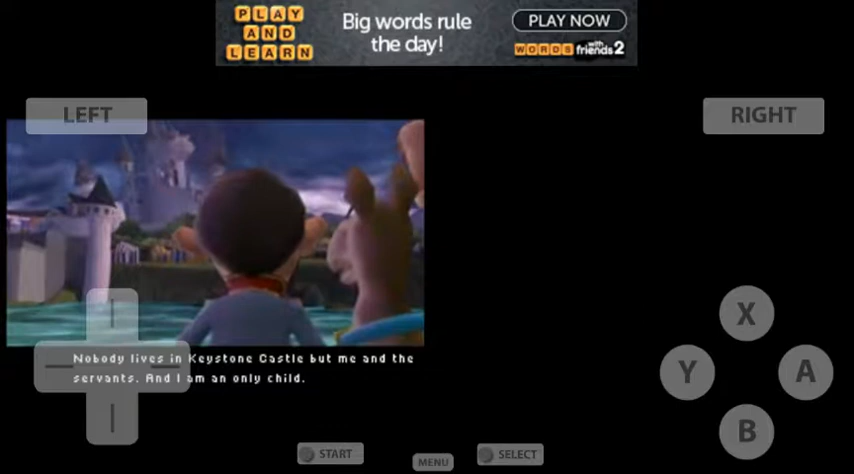 PLAY
AND
LEARN
Big words rule
the day!
PLAY NOW
WORDS with friends 2
LEFT
RIGHT
X
Y
A
B
Nobody lives in Keystone Castle but me and the
servants. And I am an only child.
START
MENU
SELECT